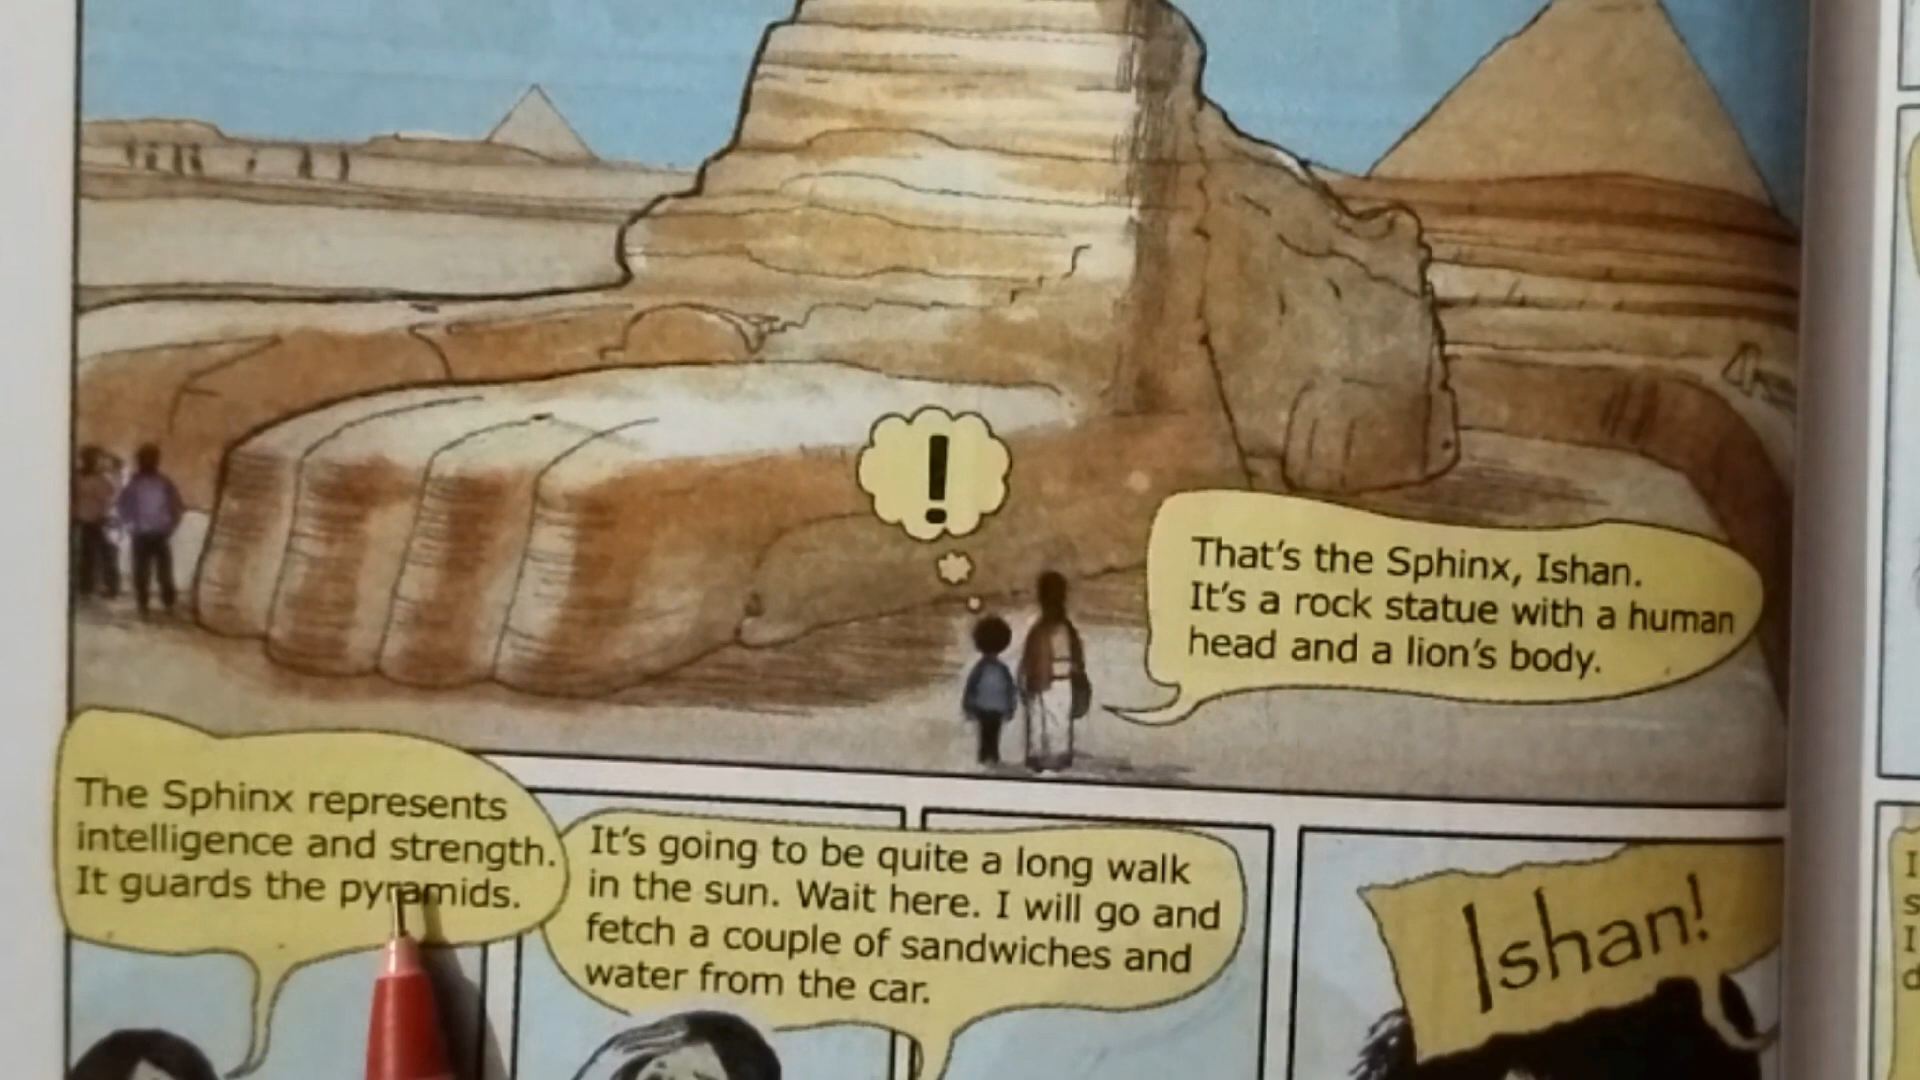 !
That's the Sphinx, Ishan.
It's a rock statue with a human
head and a lion's body.
The Sphinx represents
intelligence and strength.
It guards the pyramids.
It's going to be quite a long walk
in the sun. Wait here. I will go and
fetch a couple of sandwiches and
water from the car.
Ishan!